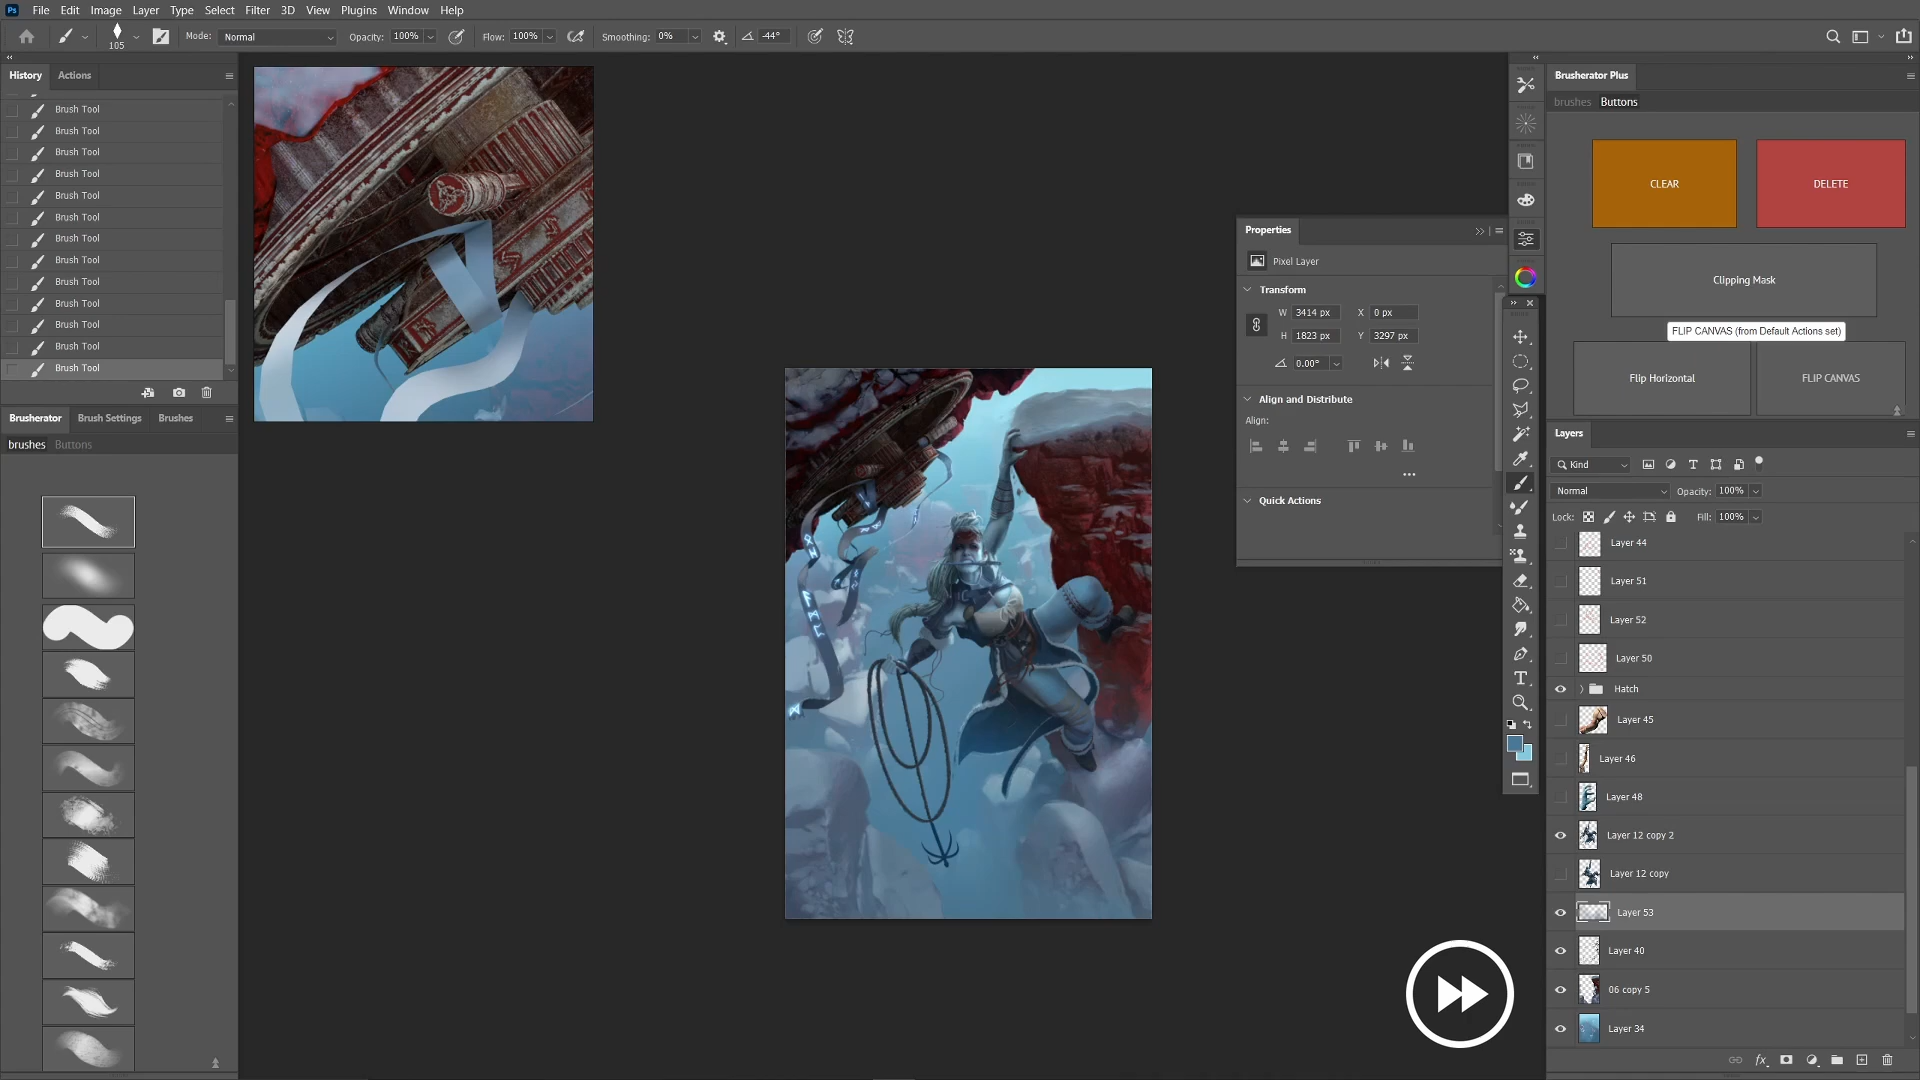 Ps File Edit Image Layer Type Select Filter 3D View Plugins Window Help
105 Mode: Normal Opacity: 100% Flow: 100% Smoothing: 0% -44°
History Actions
Brush Tool
Brush Tool
Brush Tool
Brush Tool
Brush Tool
Brush Tool
Brush Tool
Brush Tool
Brush Tool
Brush Tool
Brush Tool
Brush Tool
Brush Tool
Brusherator Brush Settings Brushes
brushes Buttons
Properties
Pixel Layer
Transform
W 3414 px X 0 px
H 1823 px Y 3297 px
0.00°
Align and Distribute
Align:
Quick Actions
Brusherator Plus
brushes Buttons
CLEAR DELETE
Clipping Mask
FLIP CANVAS (from Default Actions set)
Flip Horizontal FLIP CANVAS
Layers
Kind
Normal Opacity: 100%
Lock: Fill: 100%
Layer 44
Layer 51
Layer 52
Layer 50
Hatch
Layer 45
Layer 46
Layer 48
Layer 12 copy 2
Layer 12 copy
Layer 53
Layer 40
06 copy 5
Layer 34